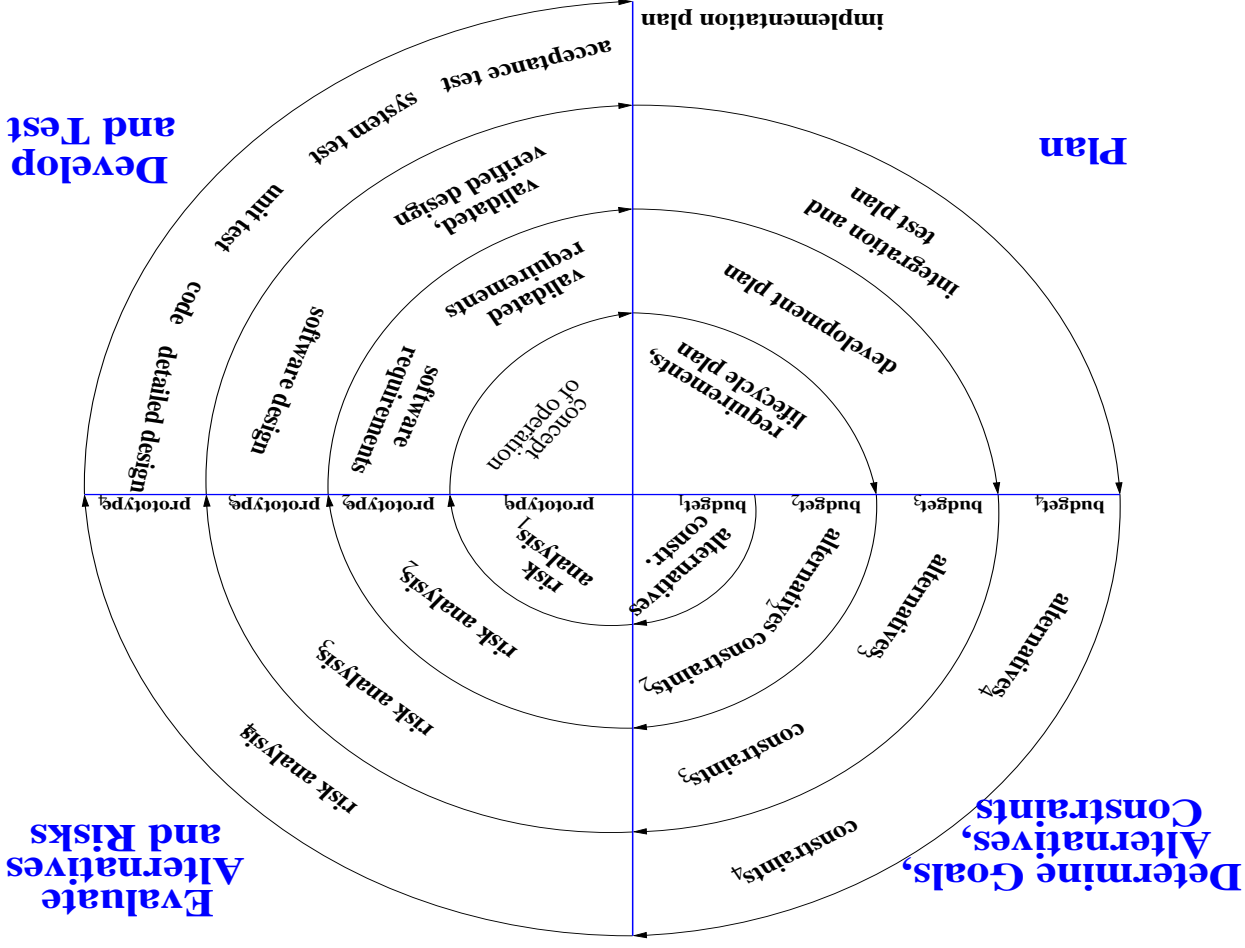 Determine Goals,
Alternatives,
Constraints
Evaluate
Alternatives
and Risks
constraints4
alternatives4
constraints3
alternatives3
alternatives2
constraints2
alternatives
constr.
risk analysis4
risk analysis3
risk analysis2
risk
analysis1
budget4
budget3
budget2
budget1
prototype1
prototype2
prototype3
prototype4
requirements,
lifecycle plan
development plan
integration and
test plan
implementation plan
concept
of operation
software
requirements
validated
requirements
software design
validated,
verified design
detailed design
code
unit test
system test
acceptance test
Plan
Develop
and Test